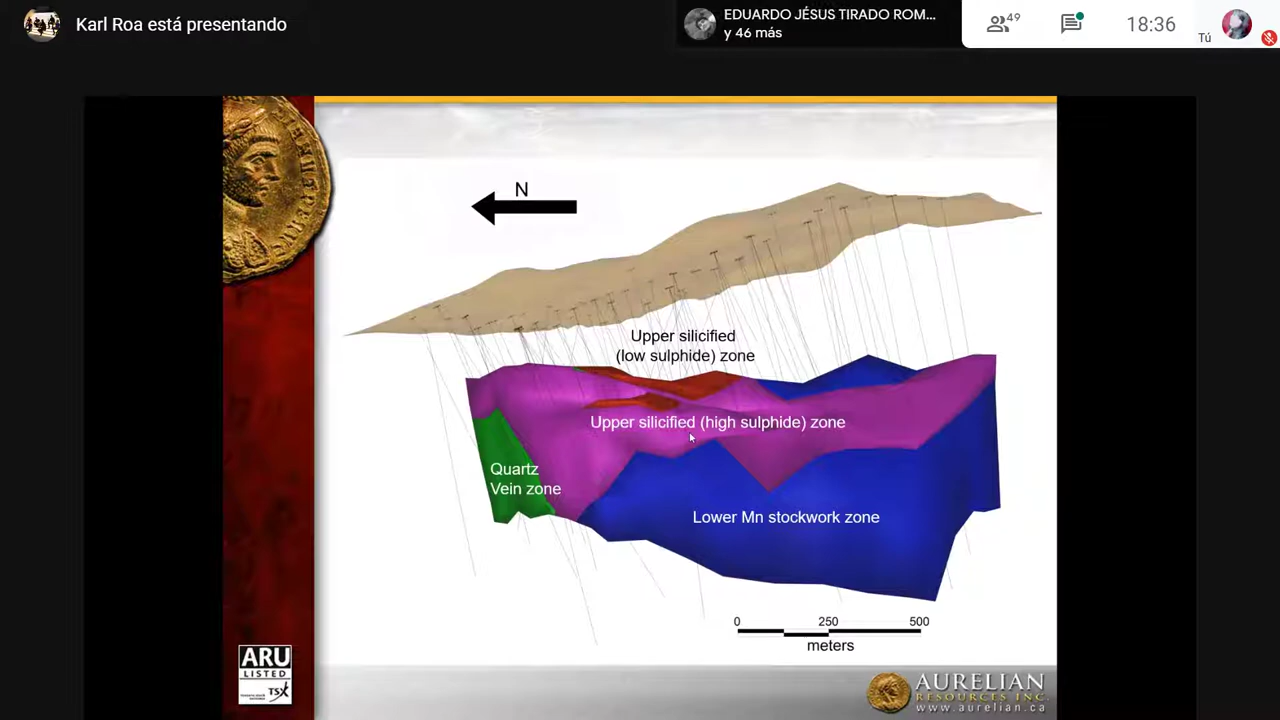 Karl Roa está presentando
EDUARDO JÉSUS TIRADO ROM...
y 46 más
49
18:36
Tú
N
Upper silicified
(low sulphide) zone
Upper silicified (high sulphide) zone
Quartz
Vein zone
Lower Mn stockwork zone
0 250 500
meters
ARU
LISTED
TSX
AURELIAN
RESOURCES INC.
www.aurelian.ca